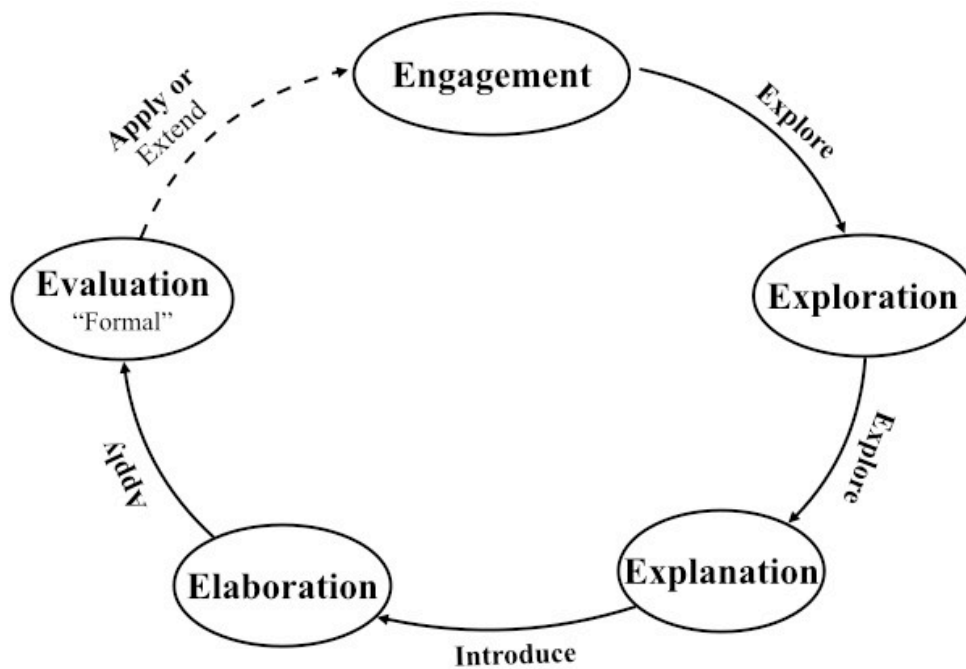 Engagement
Explore
Exploration
Explore
Explanation
Introduce
Elaboration
Apply
Evaluation
“Formal”
Apply or
Extend